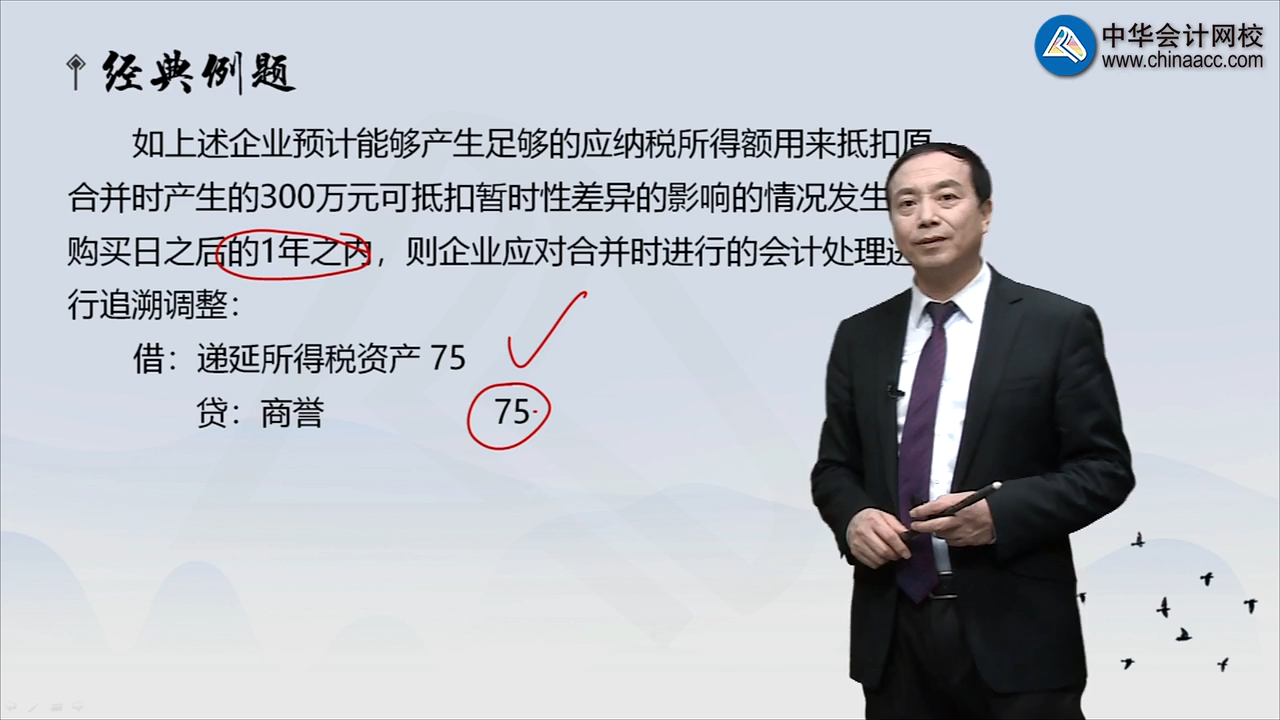 中华会计网校
www.chinaacc.com
经典例题
如上述企业预计能够产生足够的应纳税所得额用来抵扣原
合并时产生的300万元可抵扣暂时性差异的影响的情况发生
购买日之后的1年之内，则企业应对合并时进行的会计处理进
行追溯调整：
借：递延所得税资产 75
贷：商誉 75